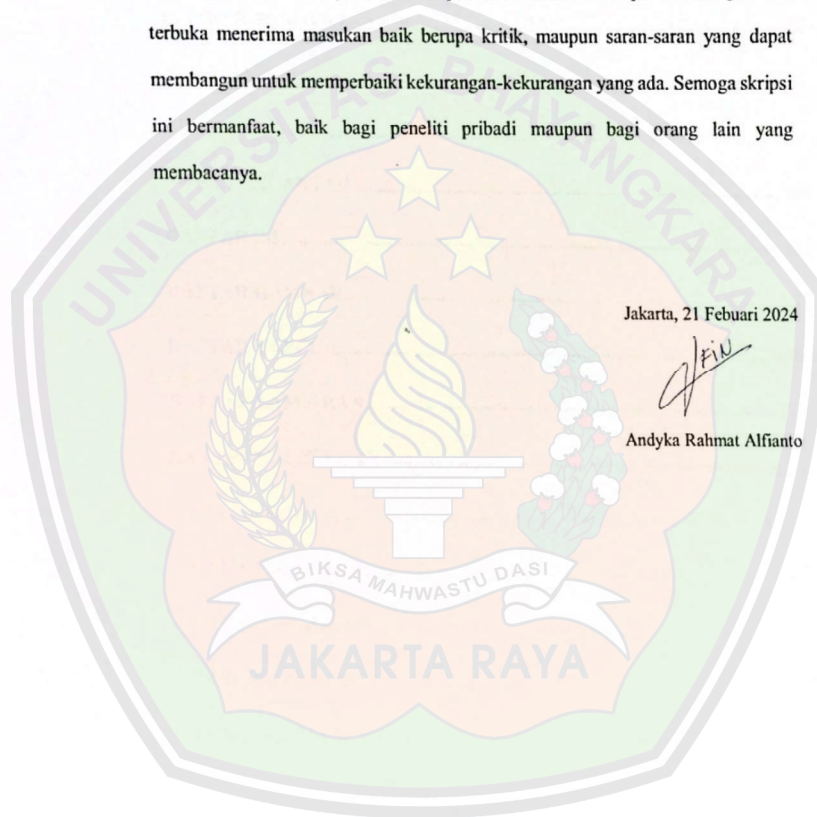 terbuka menerima masukan baik berupa kritik, maupun saran-saran yang dapat
membangun untuk memperbaiki kekurangan-kekurangan yang ada. Semoga skripsi
ini bermanfaat, baik bagi peneliti pribadi maupun bagi orang lain yang
membacanya.
UNIVERSITAS BHAYANGKARA
Jakarta, 21 Febuari 2024
Andyka Rahmat Alfianto
BIKSA MAHWASTU DASI
JAKARTA RAYA